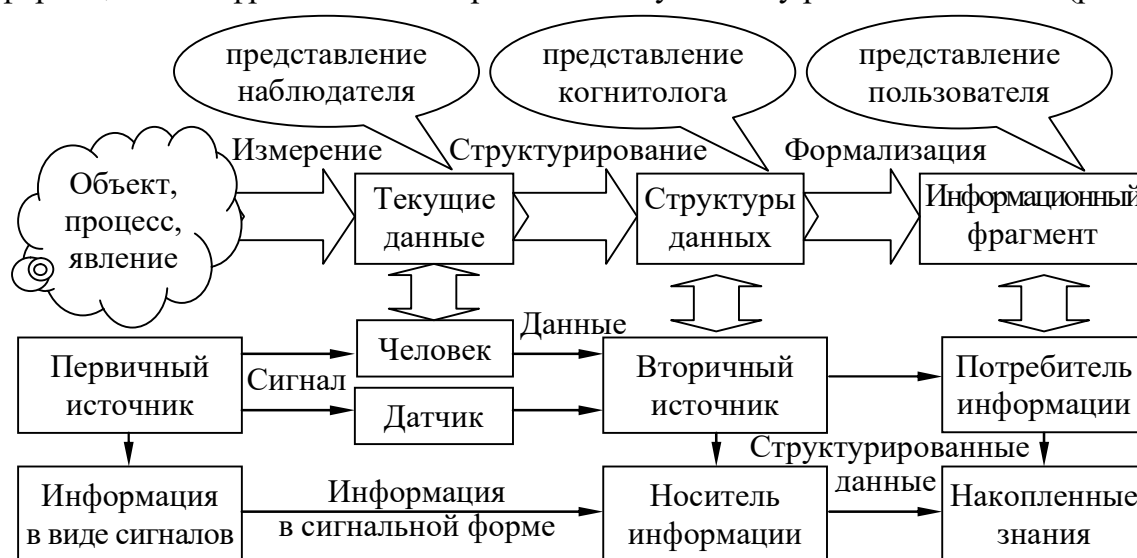 представление
наблюдателя
представление
когнитолога
представление
пользователя
Измерение
Структурирование
Формализация
Объект,
процесс,
явление
Текущие
данные
Структуры
данных
Информационный
фрагмент
Данные
Первичный
источник
Сигнал
Человек
Датчик
Вторичный
источник
Потребитель
информации
Структурированные
данные
Информация
в виде сигналов
Информация
в сигнальной форме
Носитель
информации
Накопленные
знания